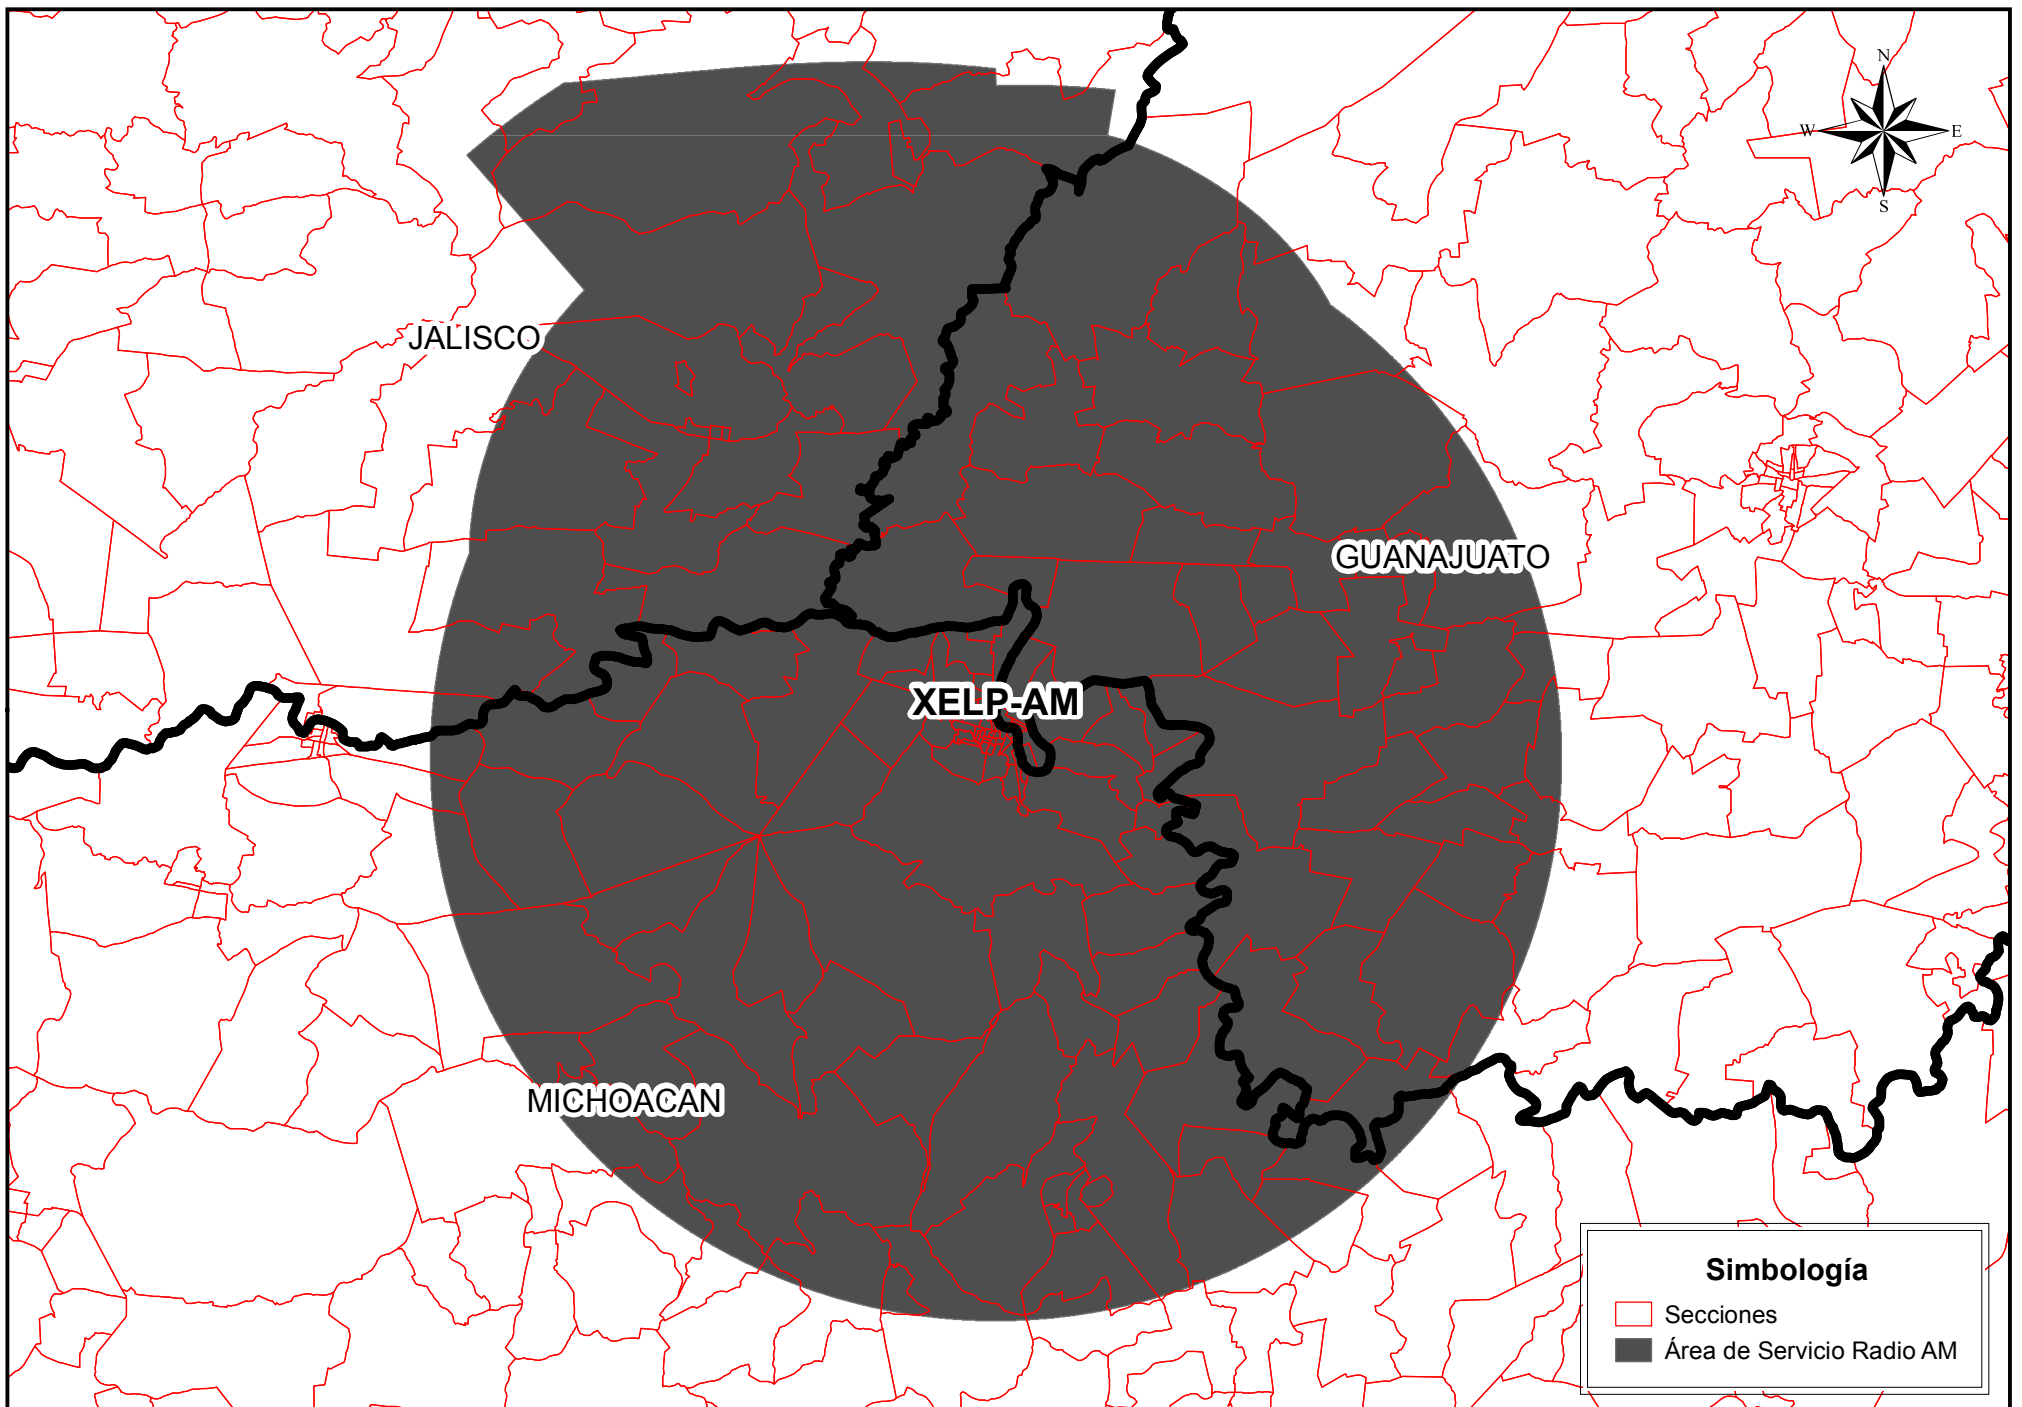 N
W E
S
JALISCO
GUANAJUATO
XELP-AM
MICHOACAN
Simbología
Secciones
Área de Servicio Radio AM